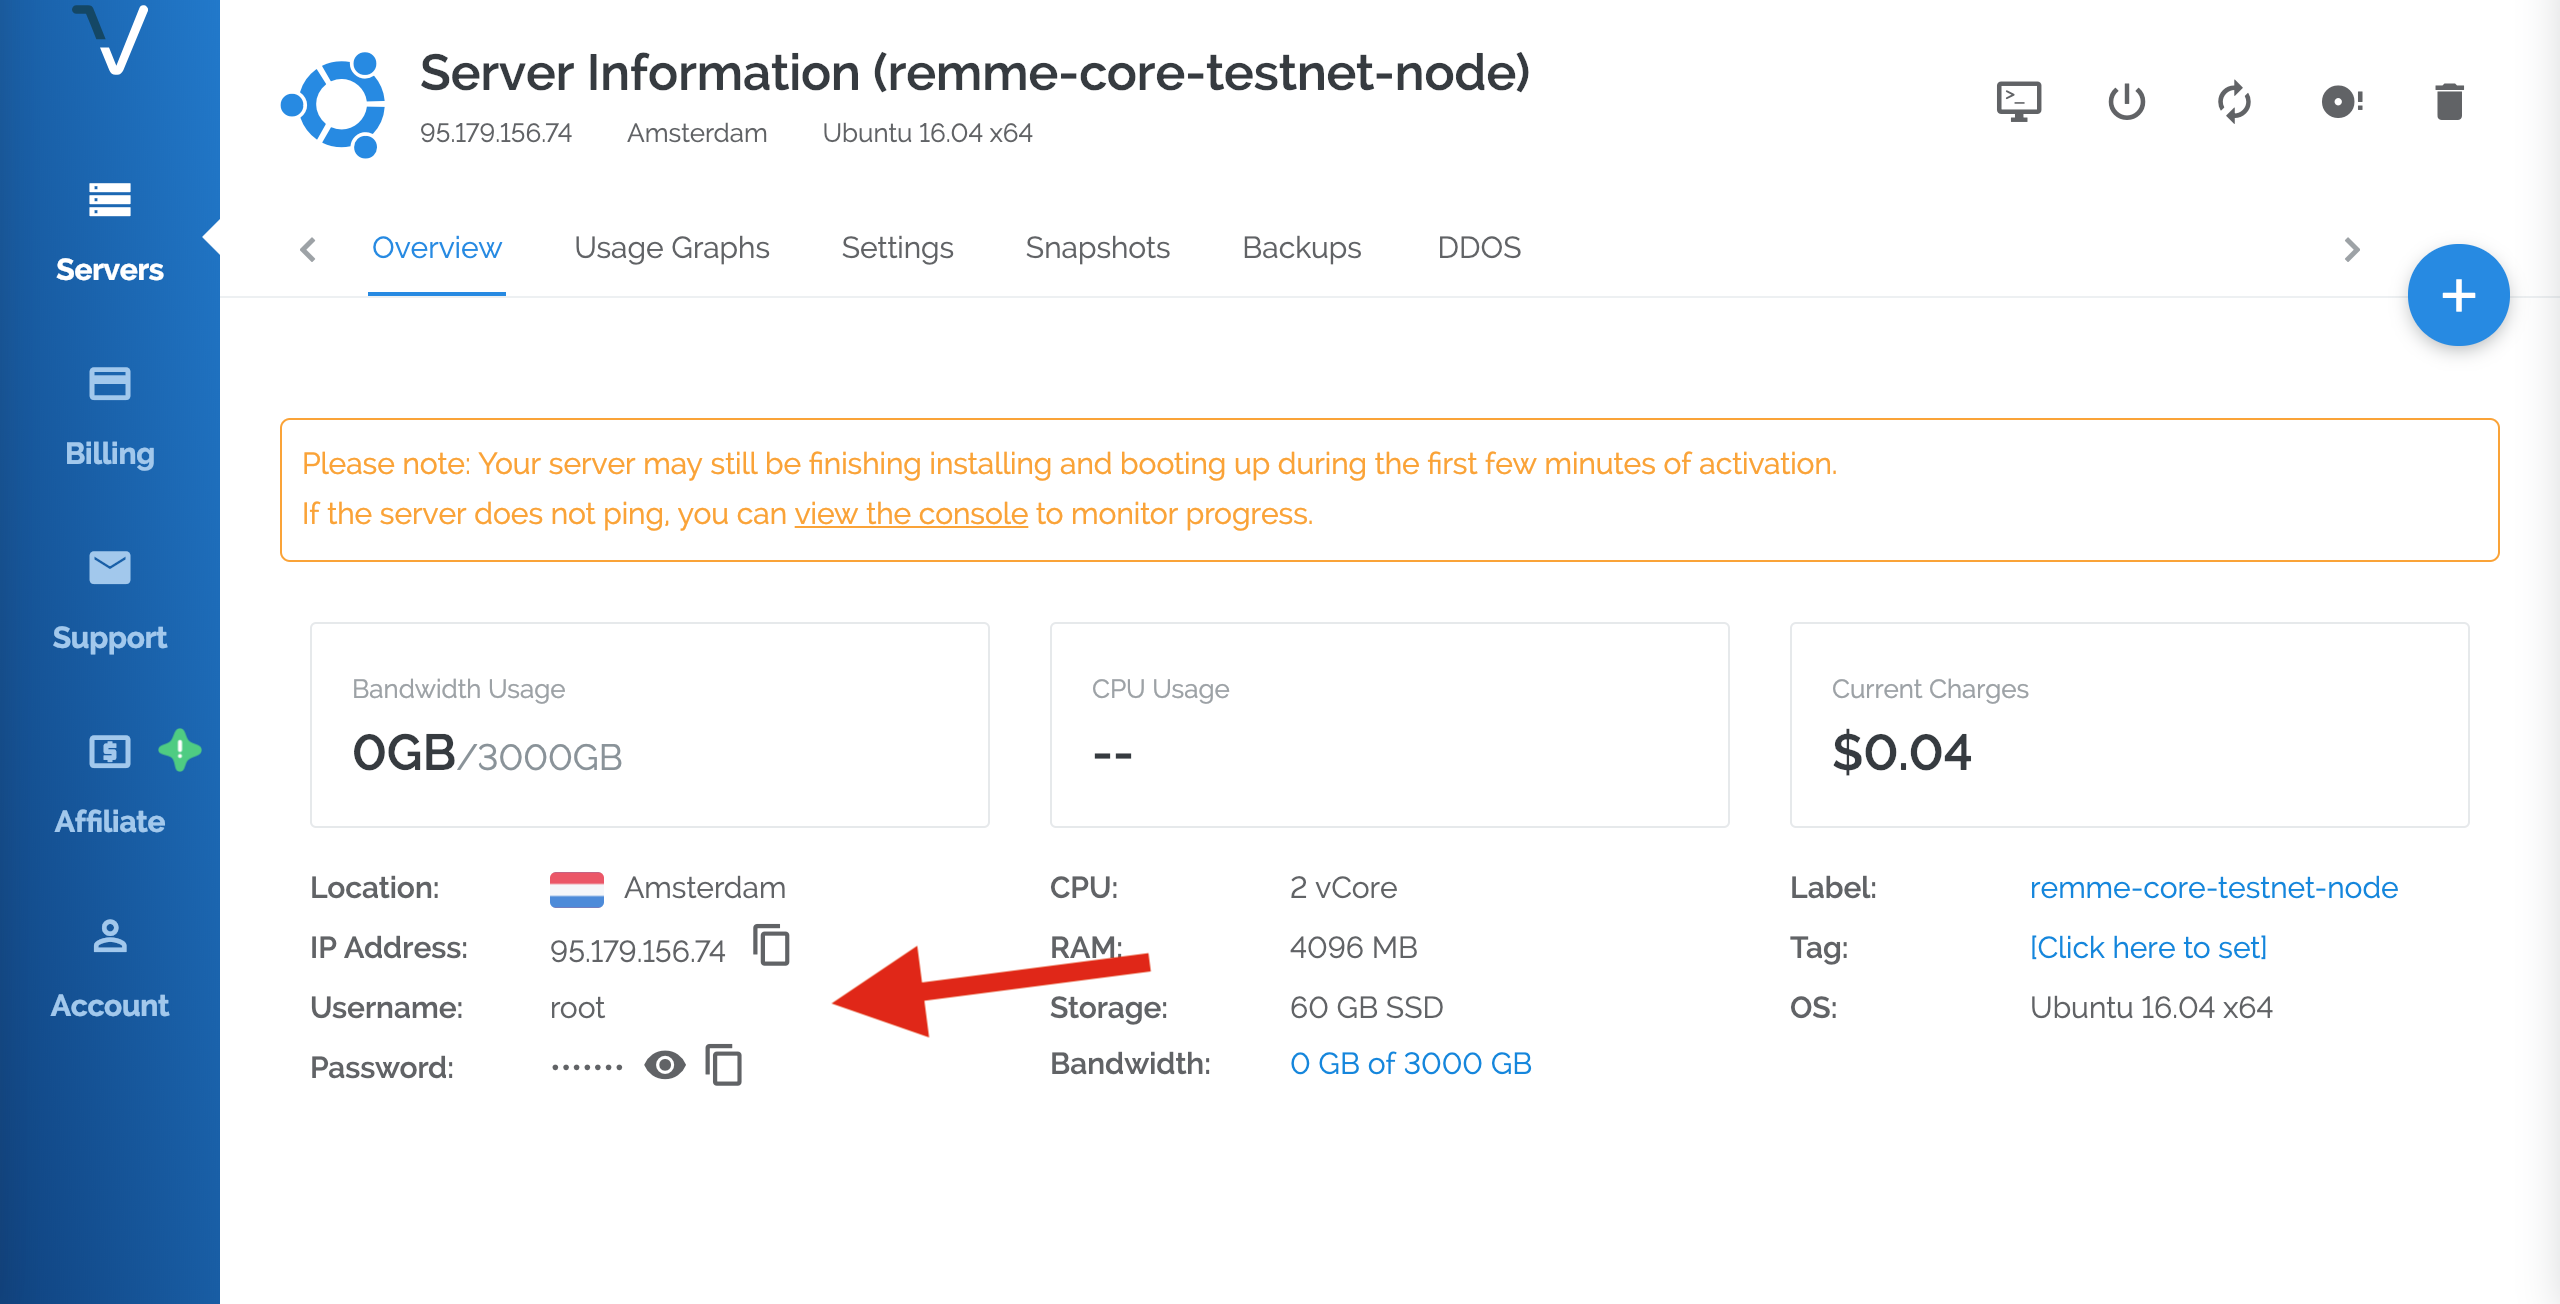 Server Information (remme-core-testnet-node)
95.179.156.74 Amsterdam Ubuntu 16.04 x64
Servers
Billing
Support
Affiliate
Account
Overview Usage Graphs Settings Snapshots Backups DDOS
Please note: Your server may still be finishing installing and booting up during the first few minutes of activation.
If the server does not ping, you can view the console to monitor progress.
Bandwidth Usage
0GB/3000GB
CPU Usage
--
Current Charges
$0.04
Location: Amsterdam
IP Address: 95.179.156.74
Username: root
Password: ·······
CPU: 2 vCore
RAM: 4096 MB
Storage: 60 GB SSD
Bandwidth: 0 GB of 3000 GB
Label: remme-core-testnet-node
Tag: [Click here to set]
OS: Ubuntu 16.04 x64